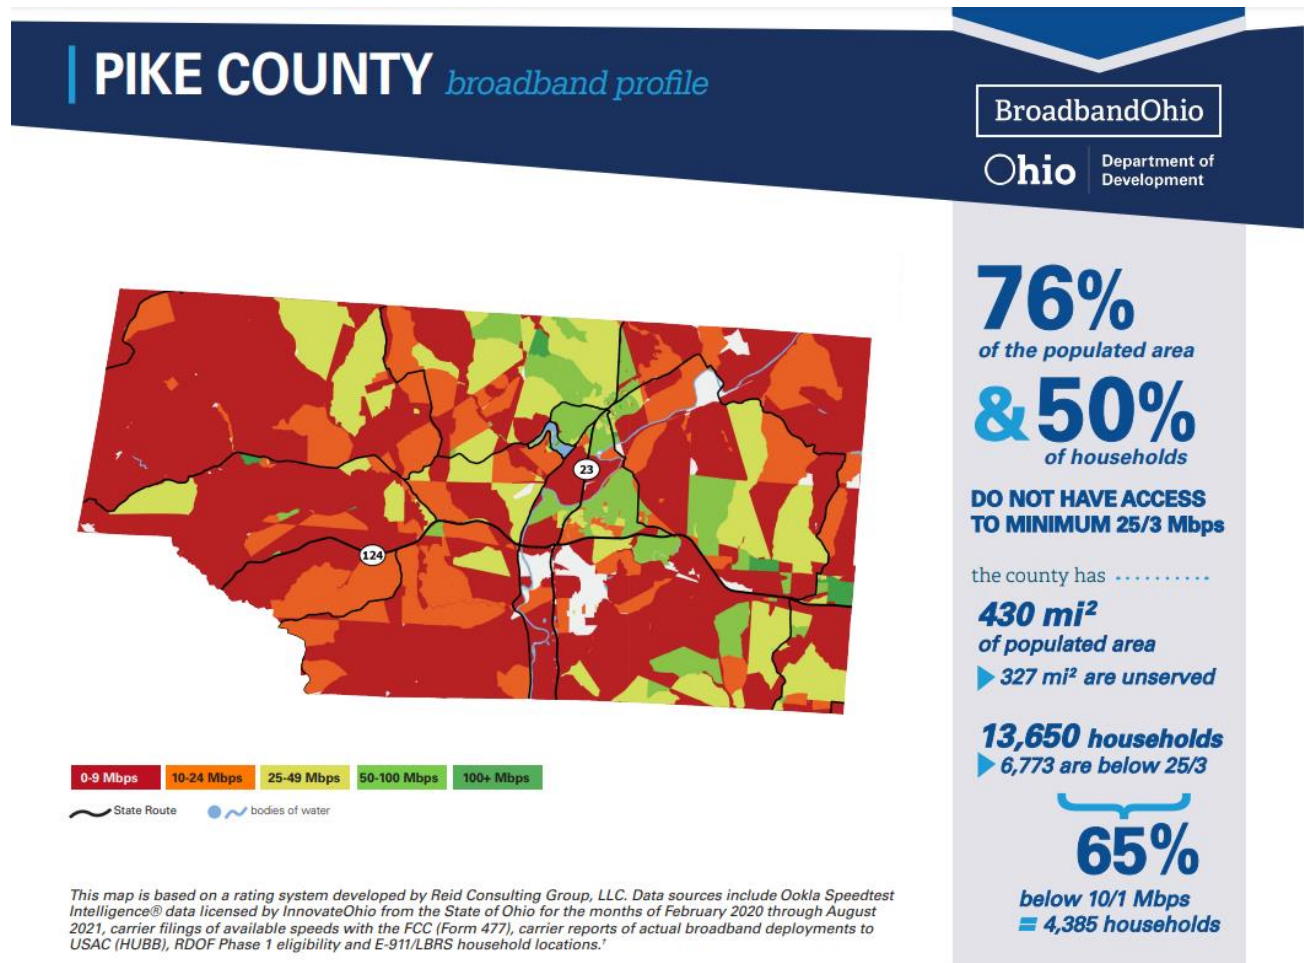 PIKE COUNTY broadband profile
BroadbandOhio
Ohio
Department of
Development
23
124
0-9 Mbps
10-24 Mbps
25-49 Mbps
50-100 Mbps
100+ Mbps
State Route
bodies of water
This map is based on a rating system developed by Reid Consulting Group, LLC. Data sources include Ookla Speedtest
Intelligence® data licensed by InnovateOhio from the State of Ohio for the months of February 2020 through August
2021, carrier filings of available speeds with the FCC (Form 477), carrier reports of actual broadband deployments to
USAC (HUBB), RDOF Phase 1 eligibility and E-911/LBRS household locations.†
76%
of the populated area
&50%
of households
DO NOT HAVE ACCESS
TO MINIMUM 25/3 Mbps
the county has ..........
430 mi²
of populated area
327 mi² are unserved
13,650 households
6,773 are below 25/3
65%
below 10/1 Mbps
= 4,385 households